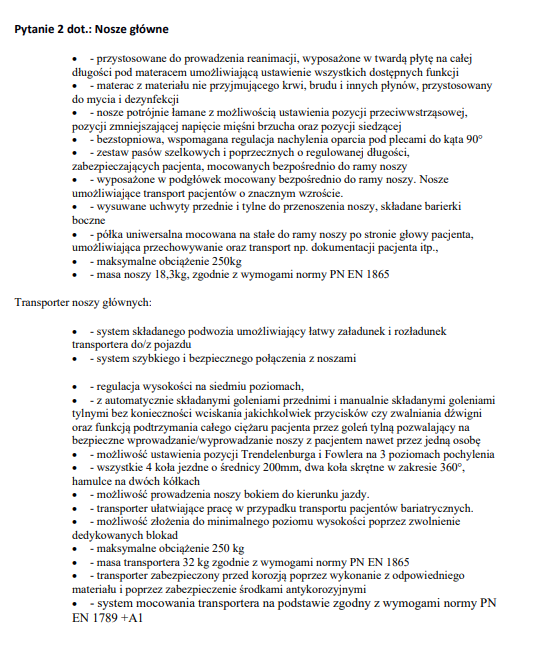 Pytanie 2 dot.: Nosze główne
• - przystosowane do prowadzenia reanimacji, wyposażone w twardą płytę na całej
długości pod materacem umożliwiającą ustawienie wszystkich dostępnych funkcji
• - materac z materiału nie przyjmującego krwi, brudu i innych płynów, przystosowany
do mycia i dezynfekcji
• - nosze potrójnie łamane z możliwością ustawienia pozycji przeciwwstrząsowej,
pozycji zmniejszającej napięcie mięśni brzucha oraz pozycji siedzącej
• - bezstopniowa, wspomagana regulacja nachylenia oparcia pod plecami do kąta 90°
• - zestaw pasów szelkowych i poprzecznych o regulowanej długości,
zabezpieczających pacjenta, mocowanych bezpośrednio do ramy noszy
• - wyposażone w podgłówek mocowany bezpośrednio do ramy noszy. Nosze
umożliwiające transport pacjentów o znacznym wzroście.
• - wysuwane uchwyty przednie i tylne do przenoszenia noszy, składane barierki
boczne
• - półka uniwersalna mocowana na stałe do ramy noszy po stronie głowy pacjenta,
umożliwiająca przechowywanie oraz transport np. dokumentacji pacjenta itp.,
• - maksymalne obciążenie 250kg
• - masa noszy 18,3kg, zgodnie z wymogami normy PN EN 1865
Transporter noszy głównych:
• - system składanego podwozia umożliwiający łatwy załadunek i rozładunek
transportera do/z pojazdu
• - system szybkiego i bezpiecznego połączenia z noszami
• - regulacja wysokości na siedmiu poziomach,
• - z automatycznie składanymi goleniami przednimi i manualnie składanymi goleniami
tylnymi bez konieczności wciskania jakichkolwiek przycisków czy zwalniania dźwigni
oraz funkcją podtrzymania całego ciężaru pacjenta przez goleń tylną pozwalający na
bezpieczne wprowadzanie/wyprowadzanie noszy z pacjentem nawet przez jedną osobę
• - możliwość ustawienia pozycji Trendelenburga i Fowlera na 3 poziomach pochylenia
• - wszystkie 4 koła jezdne o średnicy 200mm, dwa koła skrętne w zakresie 360°,
hamulce na dwóch kółkach
• - możliwość prowadzenia noszy bokiem do kierunku jazdy.
• - transporter ułatwiające pracę w przypadku transportu pacjentów bariatrycznych.
• - możliwość złożenia do minimalnego poziomu wysokości poprzez zwolnienie
dedykowanych blokad
• - maksymalne obciążenie 250 kg
• - masa transportera 32 kg zgodnie z wymogami normy PN EN 1865
• - transporter zabezpieczony przed korozją poprzez wykonanie z odpowiedniego
materiału i poprzez zabezpieczenie środkami antykorozyjnymi
• - system mocowania transportera na podstawie zgodny z wymogami normy PN
EN 1789 +A1